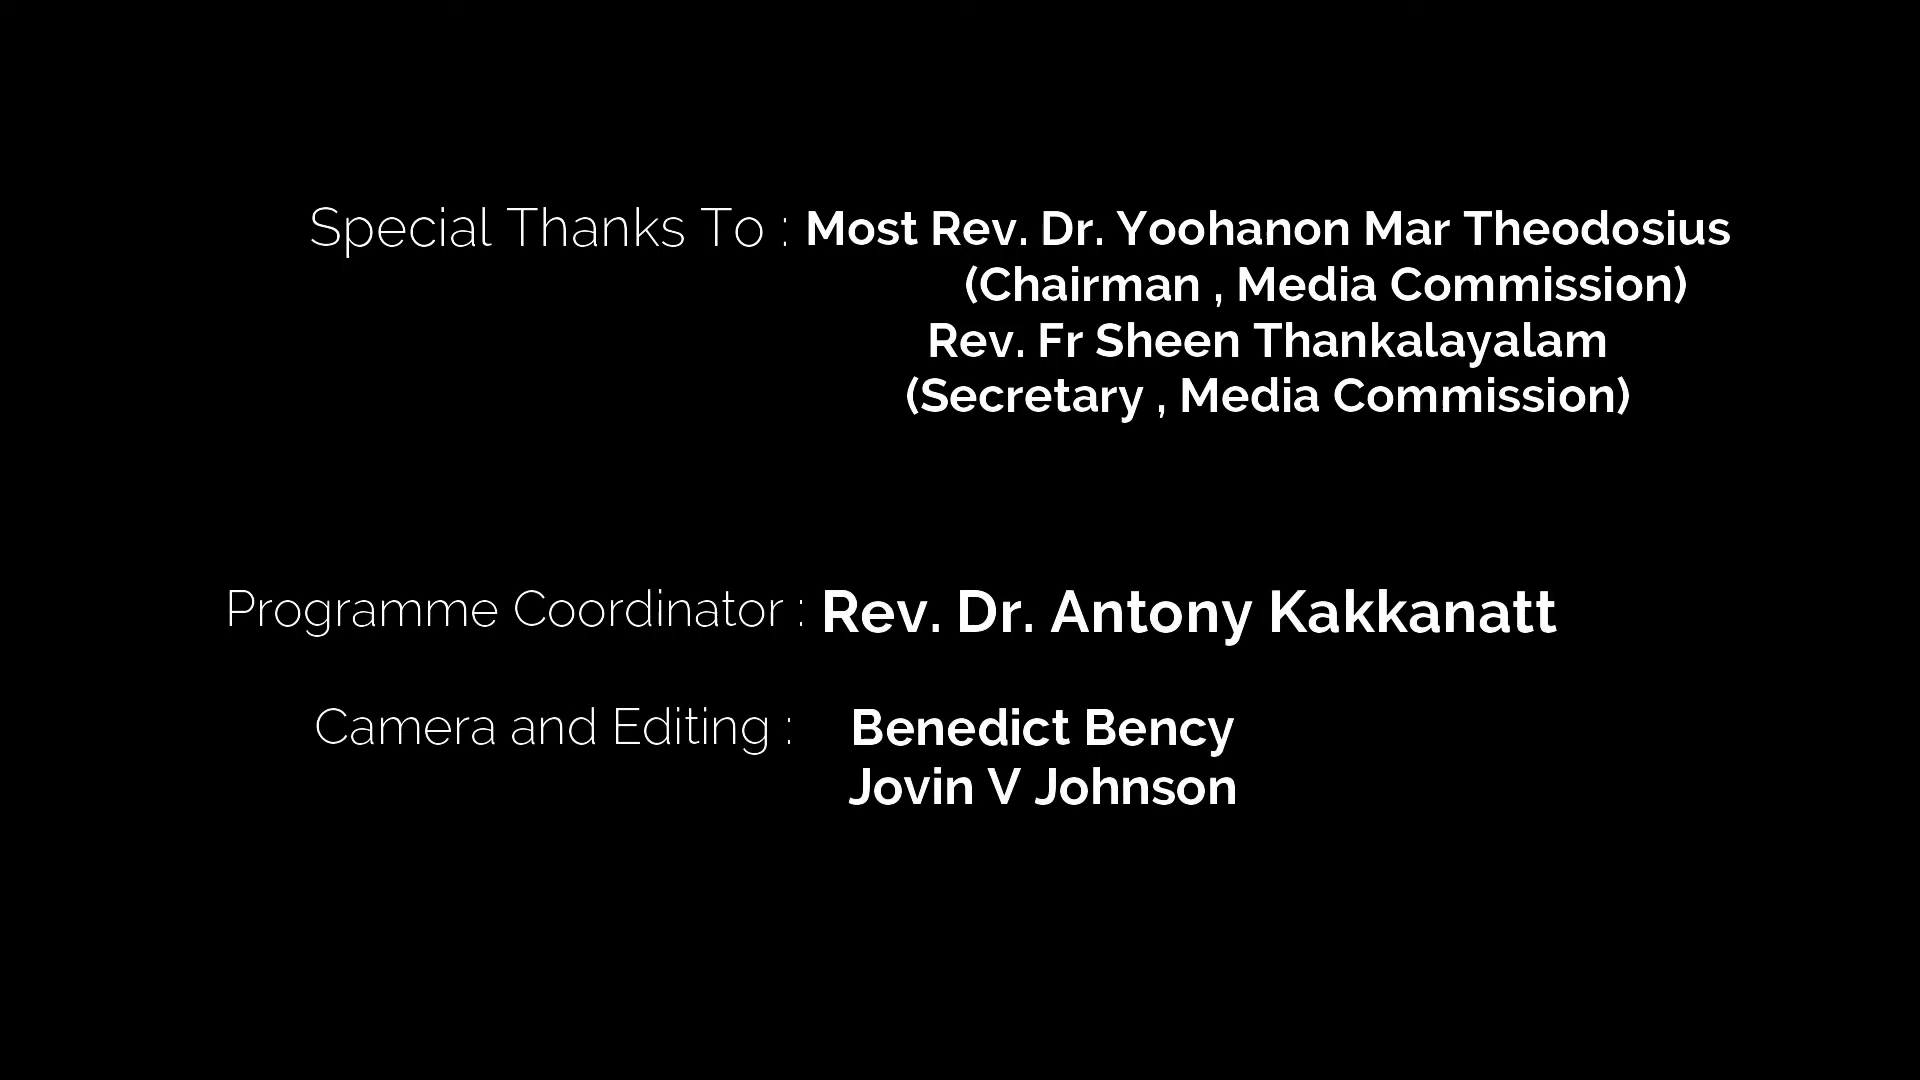 Special Thanks To : Most Rev. Dr. Yoohanon Mar Theodosius
(Chairman , Media Commission)
Rev. Fr Sheen Thankalayalam
(Secretary , Media Commission)
Programme Coordinator : Rev. Dr. Antony Kakkanatt
Camera and Editing : Benedict Bency
Jovin V Johnson